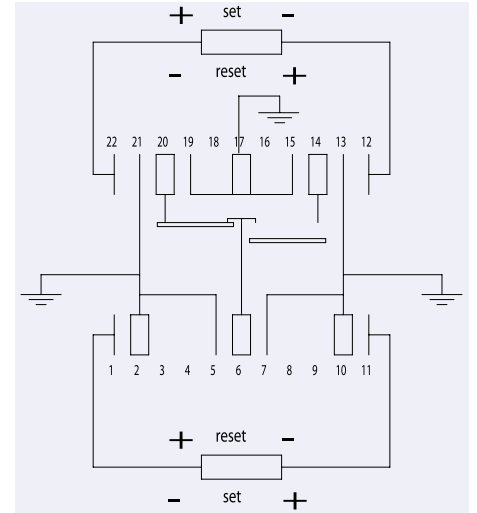 + set -
- reset +
22 21 20 19 18 17 16 15 14 13 12
1 2 3 4 5 6 7 8 9 10 11
+ reset -
- set +